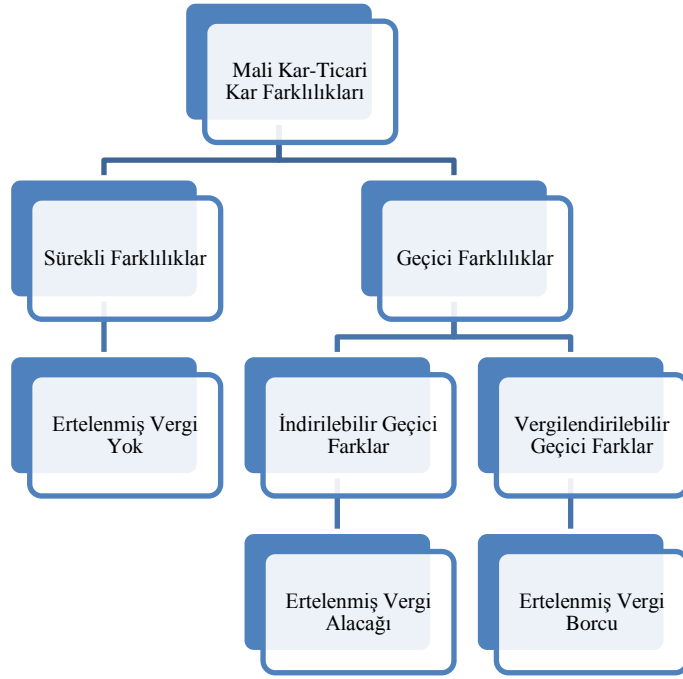 Mali Kar-Ticari
Kar Farklılıkları
Sürekli Farklılıklar
Geçici Farklılıklar
Ertelenmiş Vergi
Yok
İndirilebilir Geçici
Farklar
Vergilendirilebilir
Geçici Farklar
Ertelenmiş Vergi
Alacağı
Ertelenmiş Vergi
Borcu